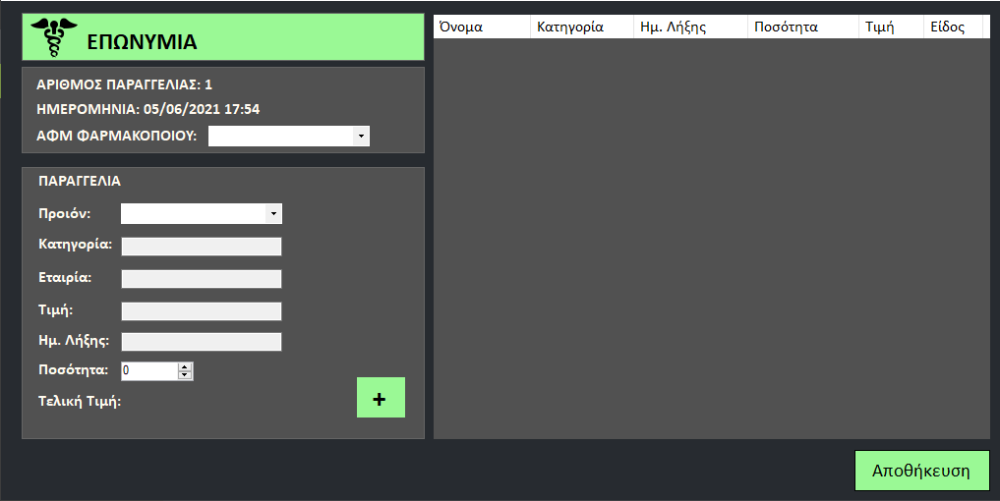 ΕΠΩΝΥΜΙΑ
ΑΡΙΘΜΟΣ ΠΑΡΑΓΓΕΛΙΑΣ: 1
ΗΜΕΡΟΜΗΝΙΑ: 05/06/2021 17:54
ΑΦΜ ΦΑΡΜΑΚΟΠΟΙΟΥ:
ΠΑΡΑΓΓΕΛΙΑ
Προιόν:
Κατηγορία:
Εταιρία:
Τιμή:
Ημ. Λήξης:
Ποσότητα: 0
Τελική Τιμή:
+
Όνομα Κατηγορία Ημ. Λήξης Ποσότητα Τιμή Είδος
Αποθήκευση